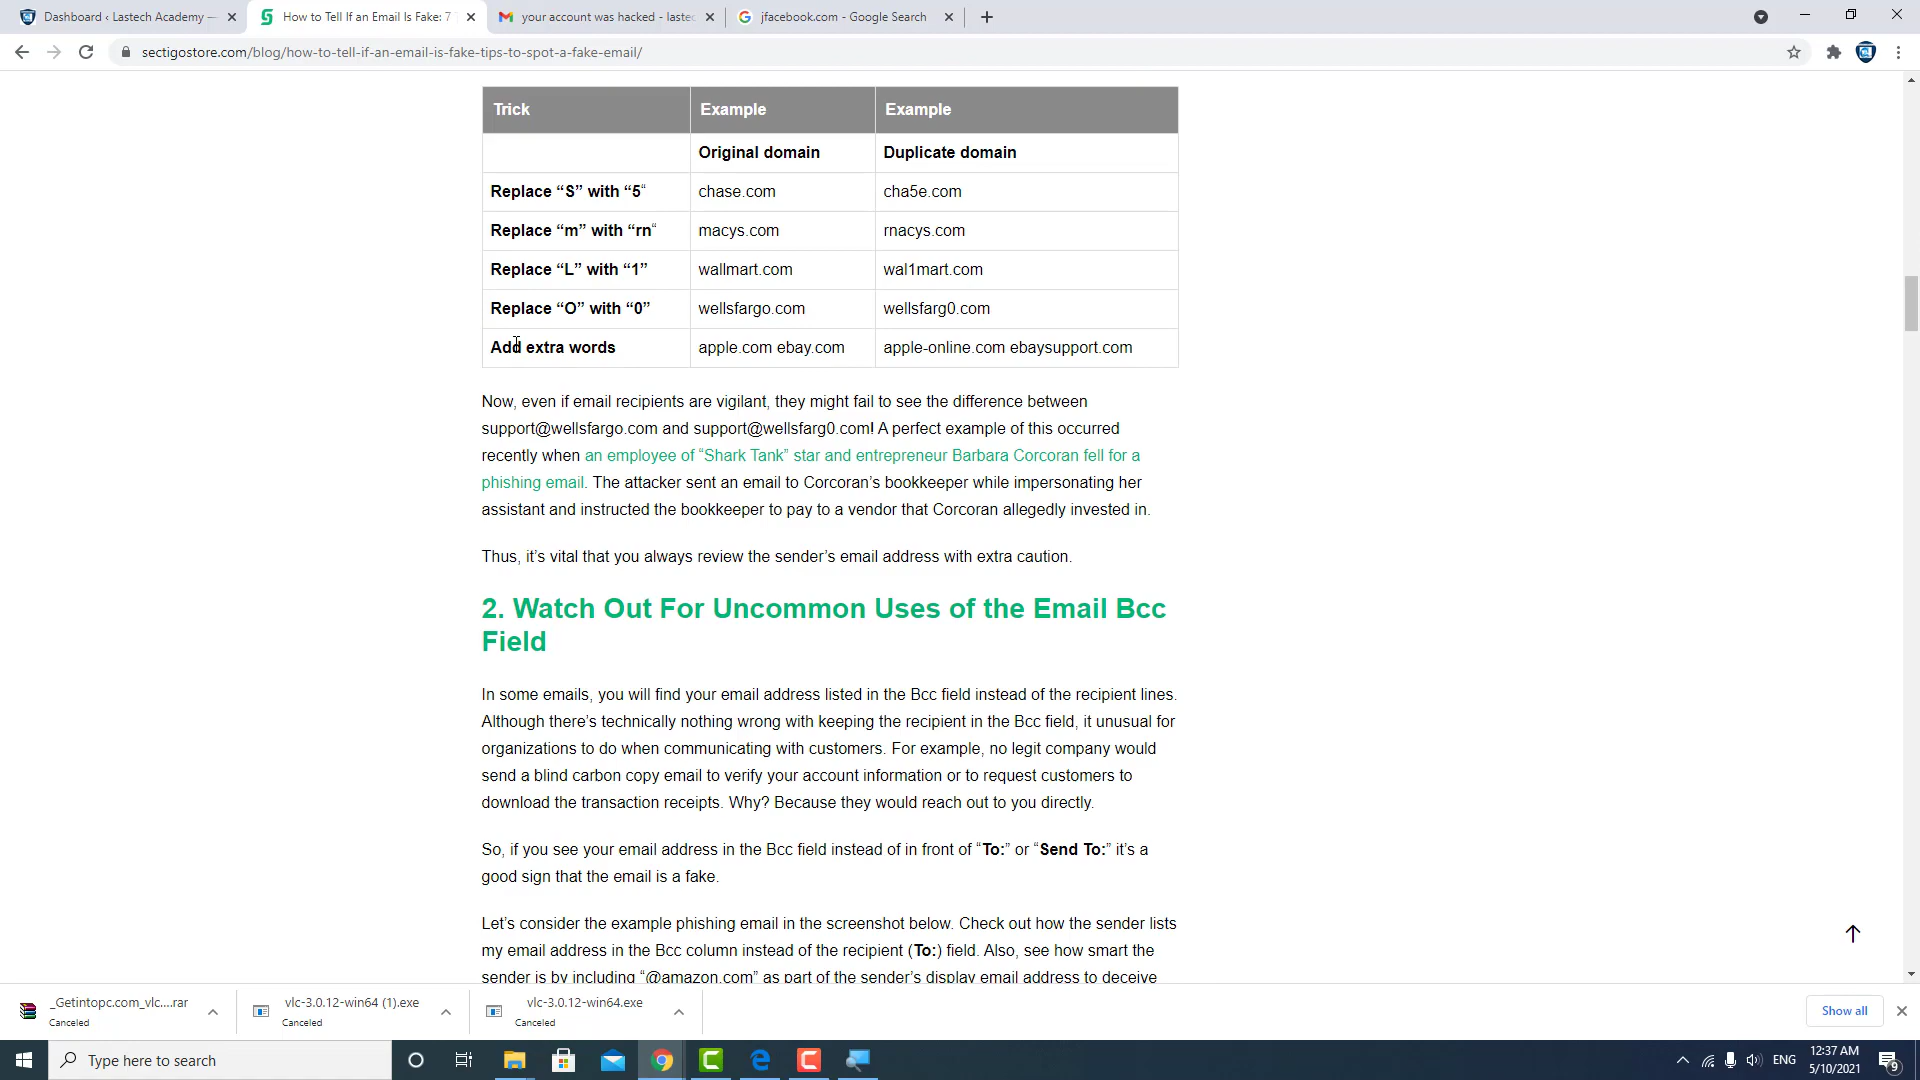 Dashboard ‹ Lastech Academy —
How to Tell If an Email Is Fake: 7
your account was hacked - lastec
jfacebook.com - Google Search
sectigostore.com/blog/how-to-tell-if-an-email-is-fake-tips-to-spot-a-fake-email/
Trick Example Example
Original domain Duplicate domain
Replace “S” with “5“ chase.com cha5e.com
Replace “m” with “rn“ macys.com rnacys.com
Replace “L” with “1” wallmart.com wal1mart.com
Replace “O” with “0” wellsfargo.com wellsfarg0.com
Add extra words apple.com ebay.com apple-online.com ebaysupport.com
Now, even if email recipients are vigilant, they might fail to see the difference between
support@wellsfargo.com and support@wellsfarg0.com! A perfect example of this occurred
recently when an employee of “Shark Tank” star and entrepreneur Barbara Corcoran fell for a
phishing email. The attacker sent an email to Corcoran’s bookkeeper while impersonating her
assistant and instructed the bookkeeper to pay to a vendor that Corcoran allegedly invested in.
Thus, it’s vital that you always review the sender’s email address with extra caution.
2. Watch Out For Uncommon Uses of the Email Bcc
Field
In some emails, you will find your email address listed in the Bcc field instead of the recipient lines.
Although there’s technically nothing wrong with keeping the recipient in the Bcc field, it unusual for
organizations to do when communicating with customers. For example, no legit company would
send a blind carbon copy email to verify your account information or to request customers to
download the transaction receipts. Why? Because they would reach out to you directly.
So, if you see your email address in the Bcc field instead of in front of “To:” or “Send To:” it’s a
good sign that the email is a fake.
Let’s consider the example phishing email in the screenshot below. Check out how the sender lists
my email address in the Bcc column instead of the recipient (To:) field. Also, see how smart the
sender is by including “@amazon.com” as part of the sender’s display email address to deceive
_Getintopc.com_vlc....rar
Canceled
vlc-3.0.12-win64 (1).exe
Canceled
vlc-3.0.12-win64.exe
Canceled
Show all
Type here to search
ENG
12:37 AM
5/10/2021
9